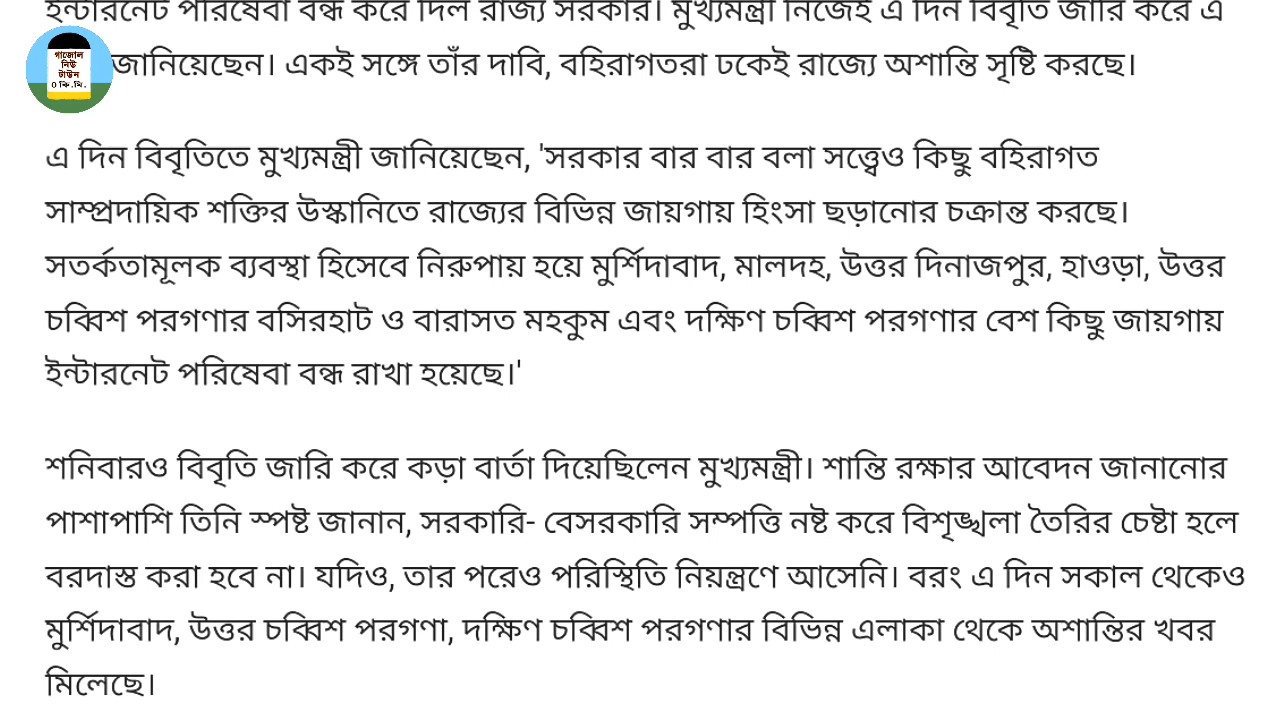 ইন্টারনেট পরিষেবা বন্ধ করে দিল রাজ্য সরকার। মুখ্যমন্ত্রী নিজেই এ দিন বিবৃতি জারি করে এ
জানিয়েছেন। একই সঙ্গে তাঁর দাবি, বহিরাগতরা ঢকেই রাজ্যে অশান্তি সৃষ্টি করছে।
গাজোল
নিউ
টাউন
0 কি.মি.
এ দিন বিবৃতিতে মুখ্যমন্ত্রী জানিয়েছেন, 'সরকার বার বার বলা সত্ত্বেও কিছু বহিরাগত
সাম্প্রদায়িক শক্তির উস্কানিতে রাজ্যের বিভিন্ন জায়গায় হিংসা ছড়ানোর চক্রান্ত করছে।
সতর্কতামূলক ব্যবস্থা হিসেবে নিরুপায় হয়ে মুর্শিদাবাদ, মালদহ, উত্তর দিনাজপুর, হাওড়া, উত্তর
চব্বিশ পরগণার বসিরহাট ও বারাসত মহকুম এবং দক্ষিণ চব্বিশ পরগণার বেশ কিছু জায়গায়
ইন্টারনেট পরিষেবা বন্ধ রাখা হয়েছে।'
শনিবারও বিবৃতি জারি করে কড়া বার্তা দিয়েছিলেন মুখ্যমন্ত্রী। শান্তি রক্ষার আবেদন জানানোর
পাশাপাশি তিনি স্পষ্ট জানান, সরকারি- বেসরকারি সম্পত্তি নষ্ট করে বিশৃঙ্খলা তৈরির চেষ্টা হলে
বরদাস্ত করা হবে না। যদিও, তার পরেও পরিস্থিতি নিয়ন্ত্রণে আসেনি। বরং এ দিন সকাল থেকেও
মুর্শিদাবাদ, উত্তর চব্বিশ পরগণা, দক্ষিণ চব্বিশ পরগণার বিভিন্ন এলাকা থেকে অশান্তির খবর
মিলেছে।